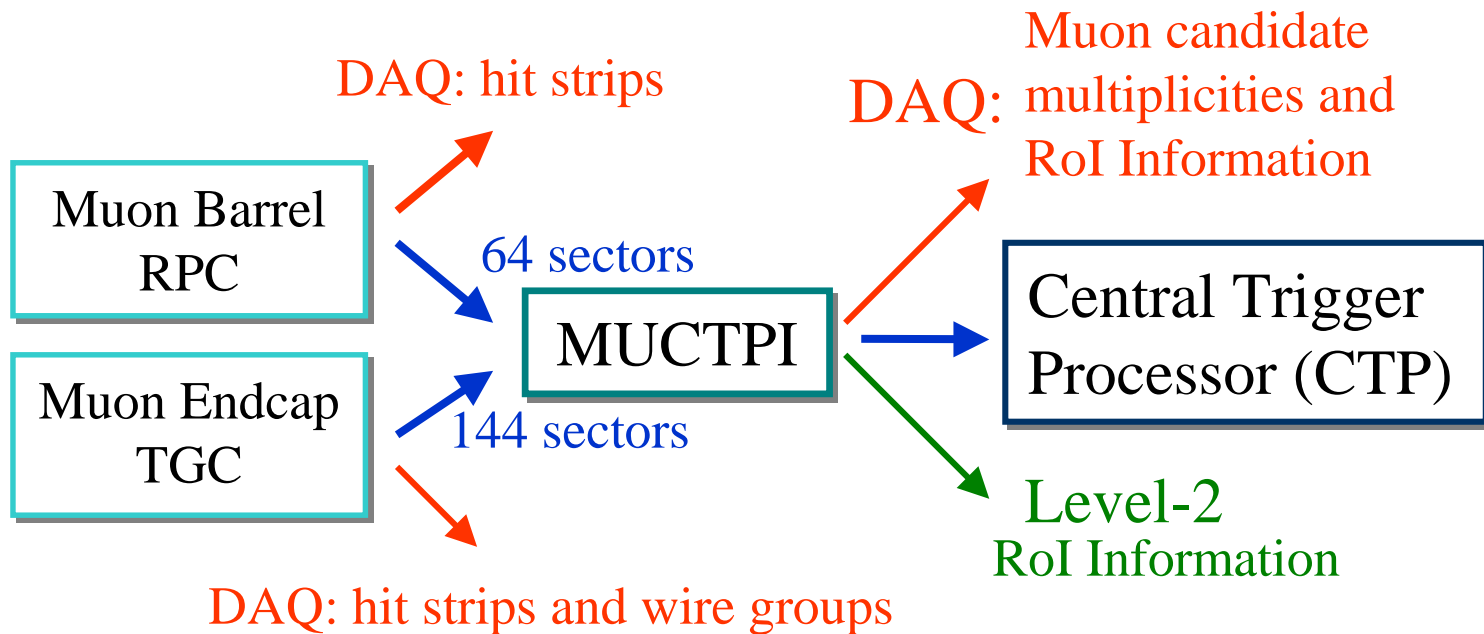 DAQ: hit strips
Muon candidate
DAQ: multiplicities and
RoI Information
Muon Barrel
RPC
64 sectors
MUCTPI
Central Trigger
Processor (CTP)
Muon Endcap
TGC
144 sectors
Level-2
RoI Information
DAQ: hit strips and wire groups